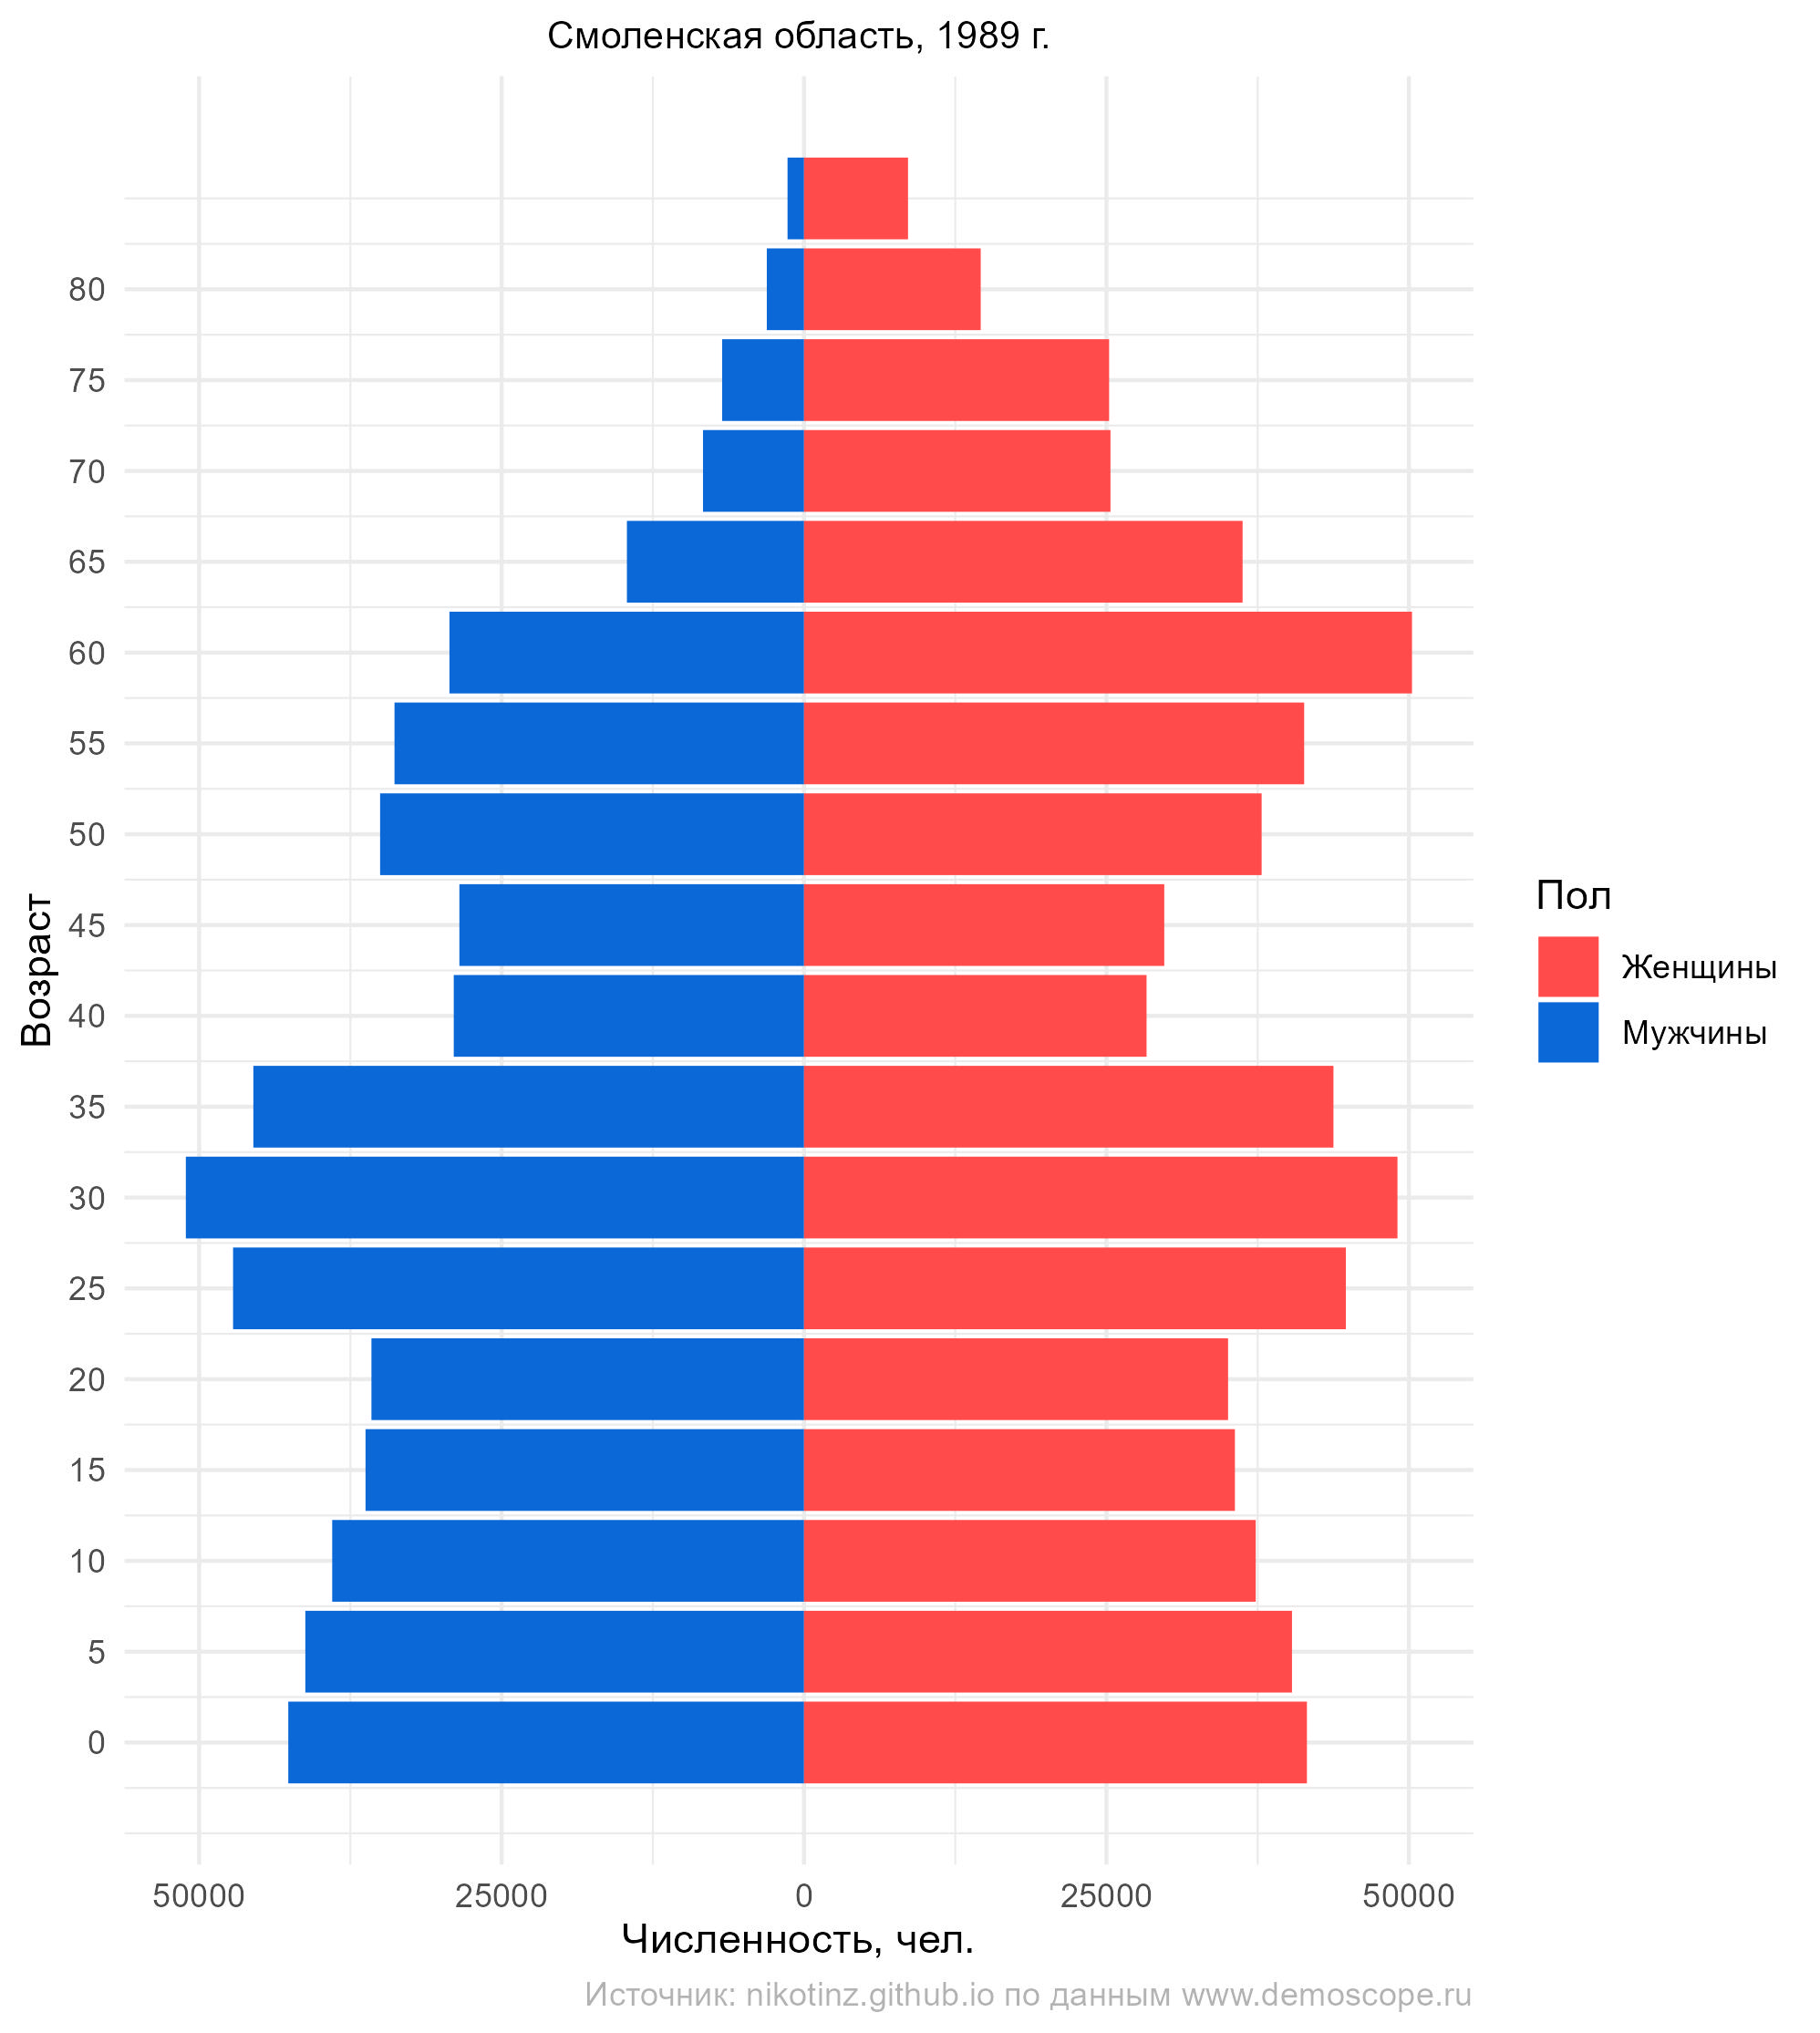 Смоленская область, 1989 г.
80
75
70
65
60
55
50
45
40
35
30
25
20
15
10
5
0
Возраст
50000 25000 0 25000 50000
Численность, чел.
Пол
Женщины
Мужчины
Источник: nikotinz.github.io по данным www.demoscope.ru